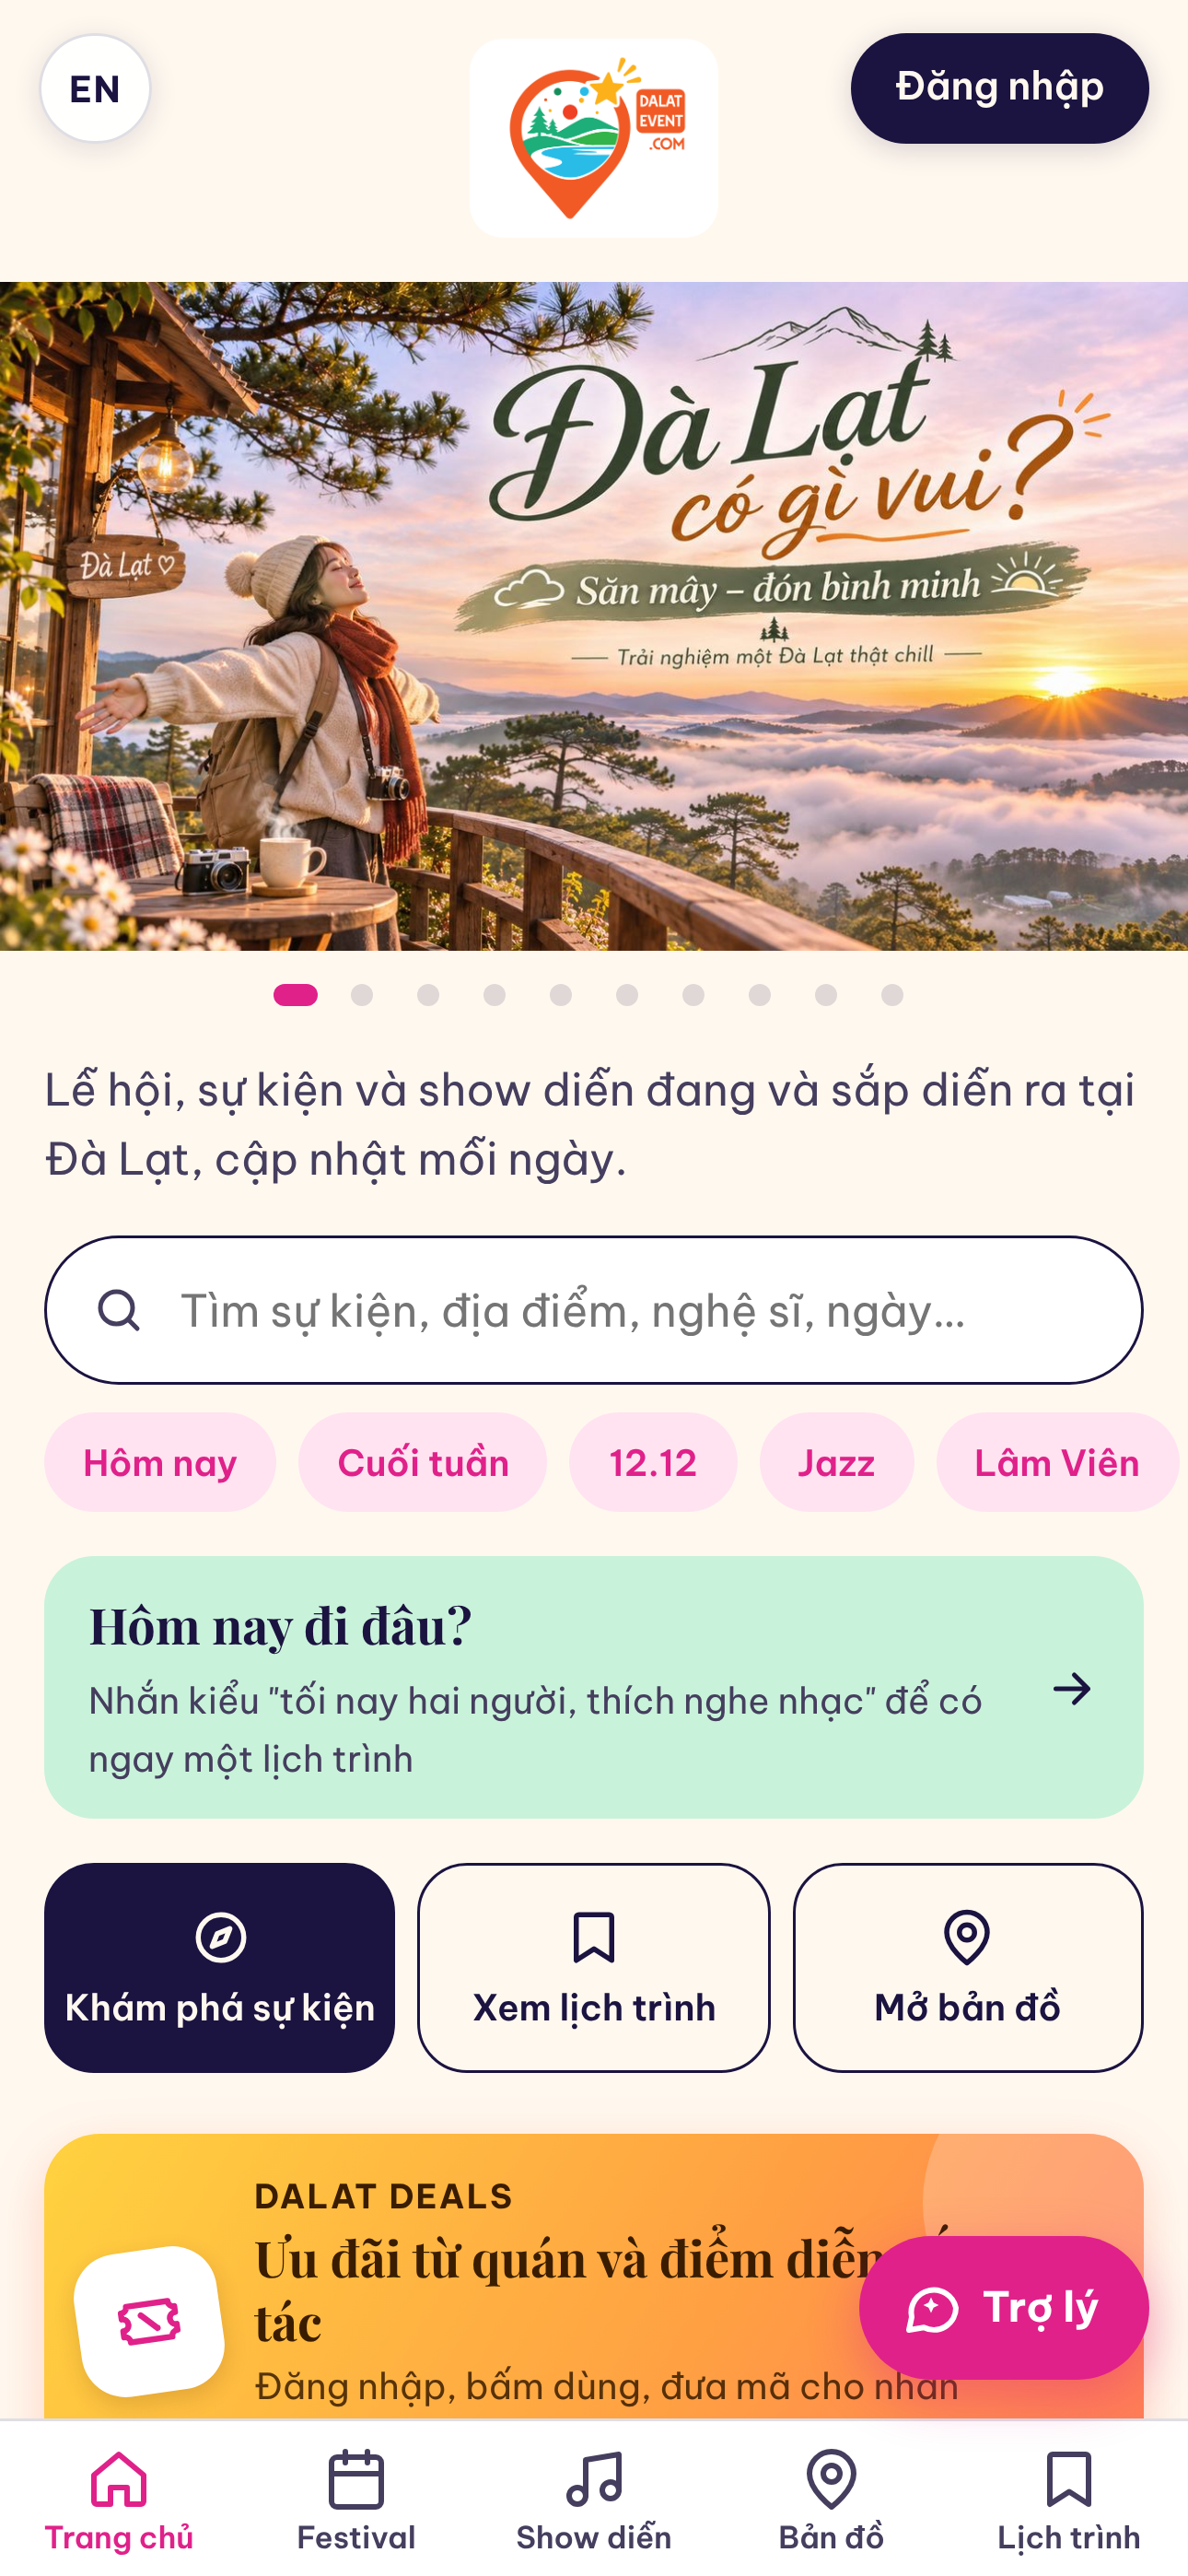 EN
DALAT
EVENT
.COM
Đăng nhập
Đà Lạt
có gì vui?
Săn mây – đón bình minh
Trải nghiệm một Đà Lạt thật chill
Đà Lạt ♡
Lễ hội, sự kiện và show diễn đang và sắp diễn ra tại
Đà Lạt, cập nhật mỗi ngày.
Tìm sự kiện, địa điểm, nghệ sĩ, ngày...
Hôm nay
Cuối tuần
12.12
Jazz
Lâm Viên
Hôm nay đi đâu?
Nhắn kiểu "tối nay hai người, thích nghe nhạc" để có
ngay một lịch trình
Khám phá sự kiện
Xem lịch trình
Mở bản đồ
DALAT DEALS
Ưu đãi từ quán và điểm diễn
tác
Đăng nhập, bấm dùng, đưa mã cho nhân
Trợ lý
Trang chủ
Festival
Show diễn
Bản đồ
Lịch trình